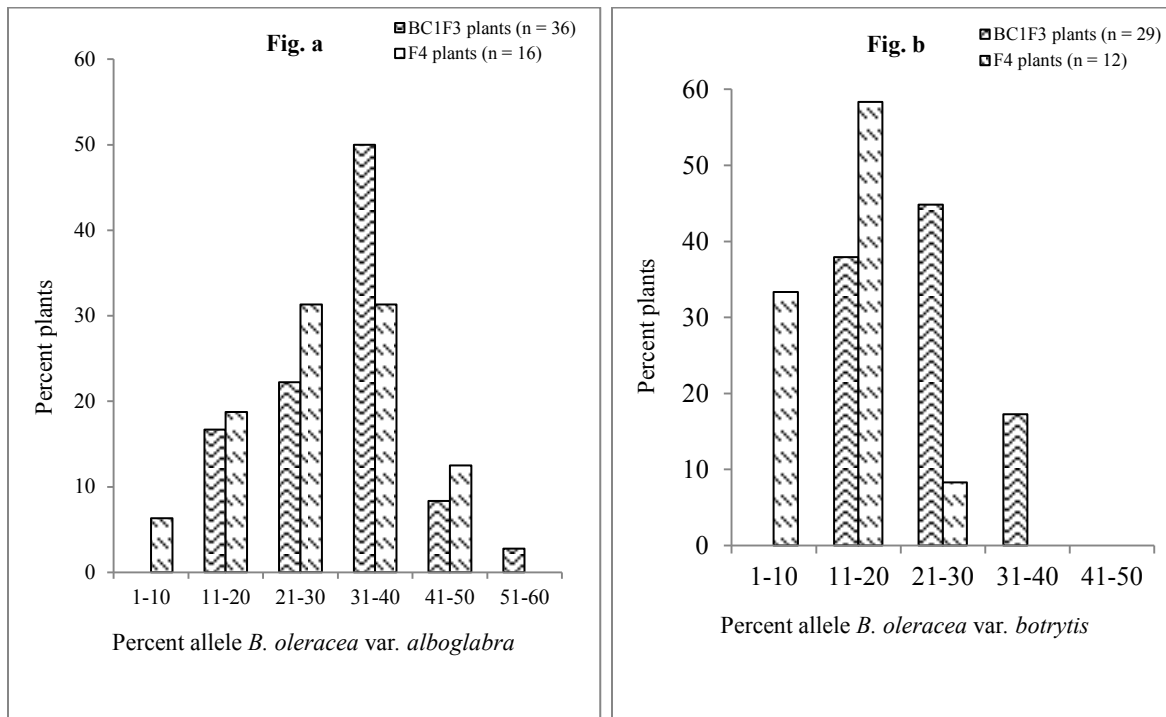 Fig. a
BC1F3 plants (n = 36)
F4 plants (n = 16)
60
50
40
30
20
10
0
Percent plants
1-10 11-20 21-30 31-40 41-50 51-60
Percent allele B. oleracea var. alboglabra
Fig. b
BC1F3 plants (n = 29)
F4 plants (n = 12)
60
50
40
30
20
10
0
Percent plants
1-10 11-20 21-30 31-40 41-50
Percent allele B. oleracea var. botrytis